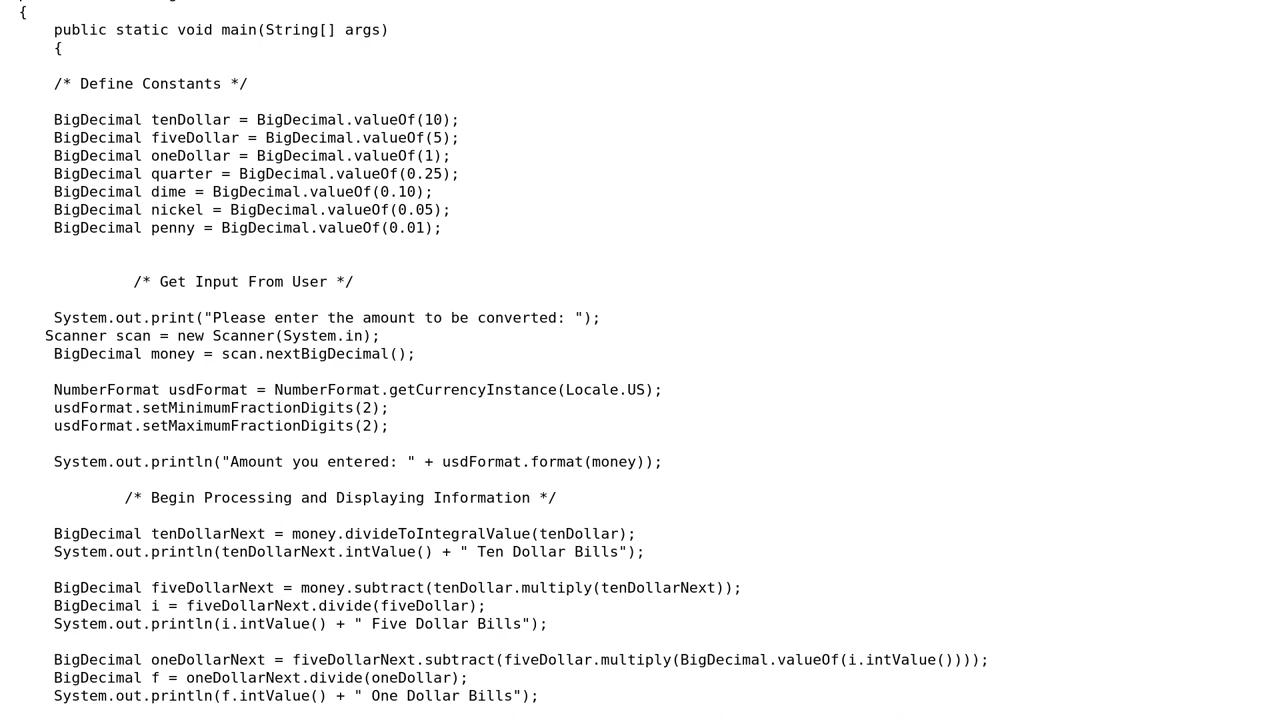 {
public static void main(String[] args)
{
/* Define Constants */
BigDecimal tenDollar = BigDecimal.valueOf(10);
BigDecimal fiveDollar = BigDecimal.valueOf(5);
BigDecimal oneDollar = BigDecimal.valueOf(1);
BigDecimal quarter = BigDecimal.valueOf(0.25);
BigDecimal dime = BigDecimal.valueOf(0.10);
BigDecimal nickel = BigDecimal.valueOf(0.05);
BigDecimal penny = BigDecimal.valueOf(0.01);
/* Get Input From User */
System.out.print("Please enter the amount to be converted: ");
Scanner scan = new Scanner(System.in);
BigDecimal money = scan.nextBigDecimal();
NumberFormat usdFormat = NumberFormat.getCurrencyInstance(Locale.US);
usdFormat.setMinimumFractionDigits(2);
usdFormat.setMaximumFractionDigits(2);
System.out.println("Amount you entered: " + usdFormat.format(money));
/* Begin Processing and Displaying Information */
BigDecimal tenDollarNext = money.divideToIntegralValue(tenDollar);
System.out.println(tenDollarNext.intValue() + " Ten Dollar Bills");
BigDecimal fiveDollarNext = money.subtract(tenDollar.multiply(tenDollarNext));
BigDecimal i = fiveDollarNext.divide(fiveDollar);
System.out.println(i.intValue() + " Five Dollar Bills");
BigDecimal oneDollarNext = fiveDollarNext.subtract(fiveDollar.multiply(BigDecimal.valueOf(i.intValue())));
BigDecimal f = oneDollarNext.divide(oneDollar);
System.out.println(f.intValue() + " One Dollar Bills");